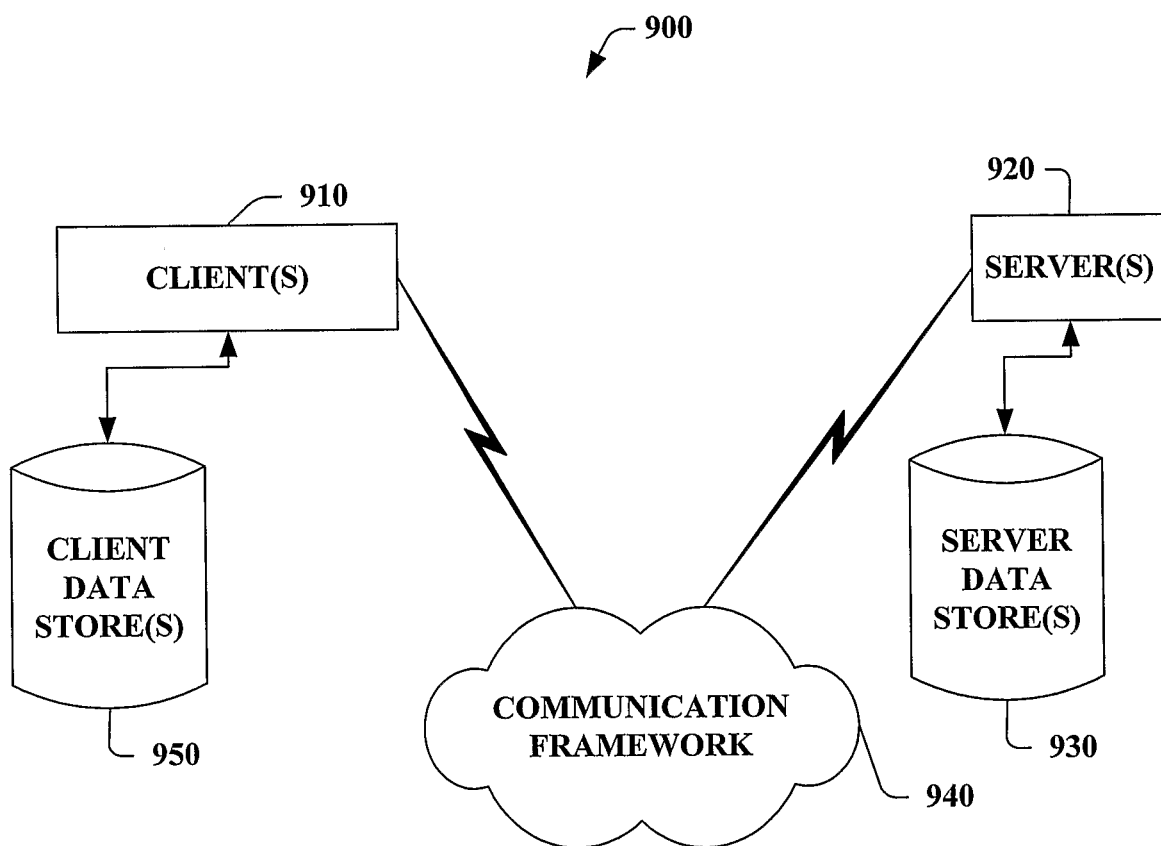 900
910
920
CLIENT(S)
SERVER(S)
CLIENT
DATA
STORE(S)
SERVER
DATA
STORE(S)
COMMUNICATION
FRAMEWORK
950
930
940